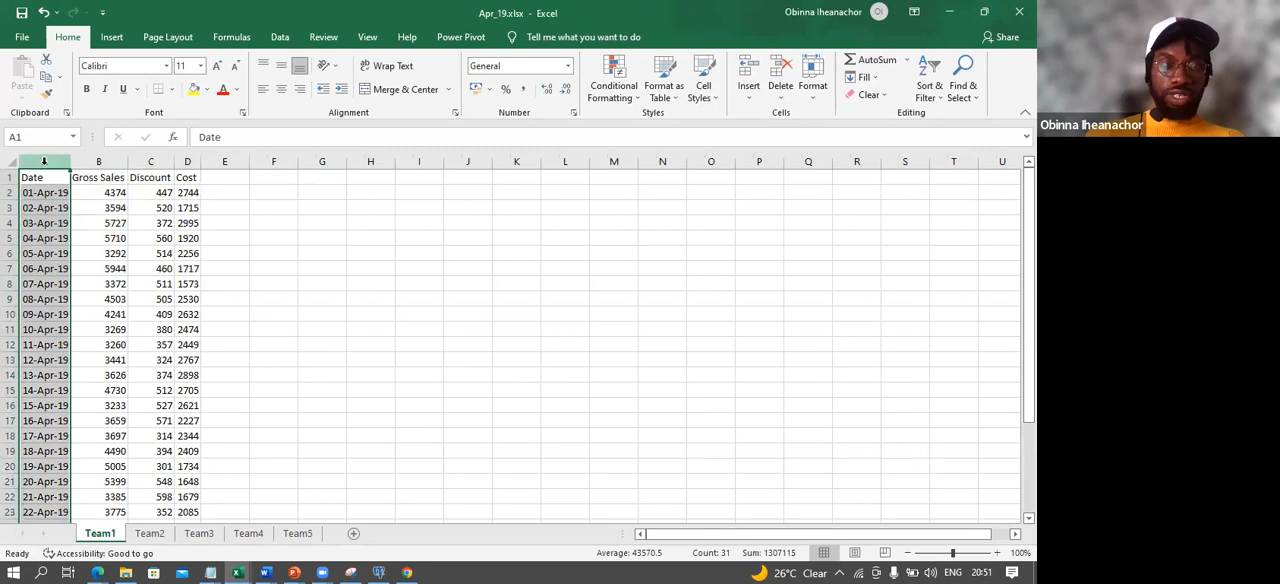 Apr_19.xlsx - Excel
Obinna Iheanachor OI
File Home Insert Page Layout Formulas Data Review View Help Power Pivot Tell me what you want to do Share
Paste
Calibri 11
B I U
Wrap Text
Merge & Center
General
Conditional Formatting
Format as Table
Cell Styles
Insert Delete Format
AutoSum
Fill
Clear
Sort & Filter
Find & Select
Clipboard Font Alignment Number Styles Cells Editing
A1 fx Date
A B C D E F G H I J K L M N O P Q R S T U
1 Date Gross Sales Discount Cost
2 01-Apr-19 4374 447 2744
3 02-Apr-19 3594 520 1715
4 03-Apr-19 5727 372 2995
5 04-Apr-19 5710 560 1920
6 05-Apr-19 3292 514 2256
7 06-Apr-19 5944 460 1717
8 07-Apr-19 3372 511 1573
9 08-Apr-19 4503 505 2530
10 09-Apr-19 4241 409 2632
11 10-Apr-19 3269 380 2474
12 11-Apr-19 3260 357 2449
13 12-Apr-19 3441 324 2767
14 13-Apr-19 3626 374 2898
15 14-Apr-19 4730 512 2705
16 15-Apr-19 3233 527 2621
17 16-Apr-19 3659 571 2227
18 17-Apr-19 3697 314 2344
19 18-Apr-19 4490 394 2409
20 19-Apr-19 5005 301 1734
21 20-Apr-19 5399 548 1648
22 21-Apr-19 3385 598 1679
23 22-Apr-19 3775 352 2085
Team1 Team2 Team3 Team4 Team5
Ready Accessibility: Good to go Average: 43570.5 Count: 31 Sum: 1307115 100%
26°C Clear ENG 20:51
Obinna Iheanachor